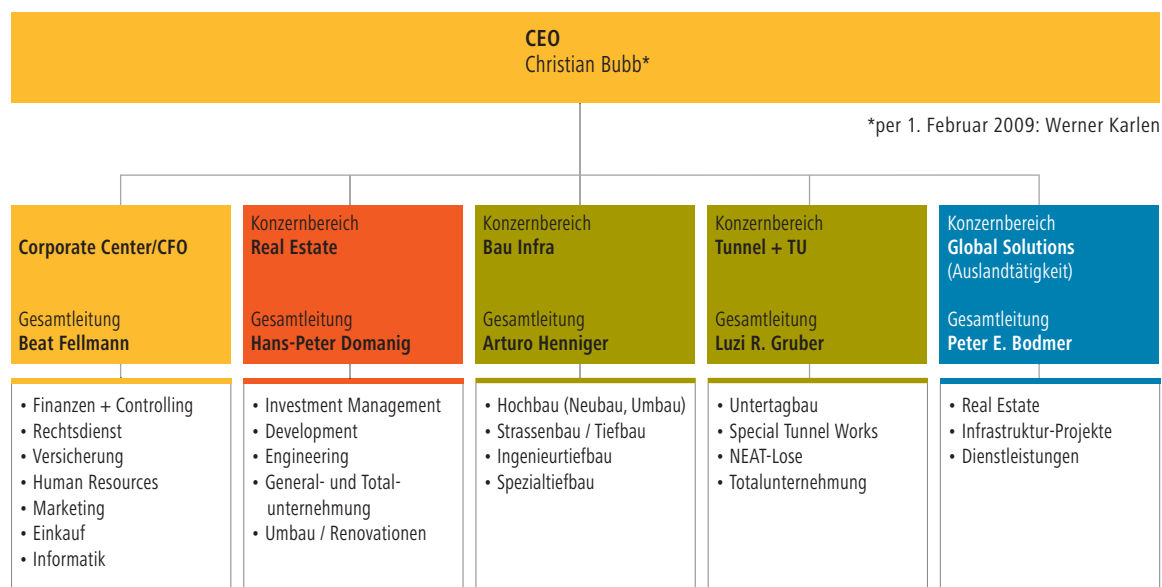 CEO
Christian Bubb*
*per 1. Februar 2009: Werner Karlen
Corporate Center/CFO
Gesamtleitung
Beat Fellmann
• Finanzen + Controlling
• Rechtsdienst
• Versicherung
• Human Resources
• Marketing
• Einkauf
• Informatik
Konzernbereich
Real Estate
Gesamtleitung
Hans-Peter Domanig
• Investment Management
• Development
• Engineering
• General- und Total-
unternehmung
• Umbau / Renovationen
Konzernbereich
Bau Infra
Gesamtleitung
Arturo Henniger
• Hochbau (Neubau, Umbau)
• Strassenbau / Tiefbau
• Ingenieurtiefbau
• Spezialtiefbau
Konzernbereich
Tunnel + TU
Gesamtleitung
Luzi R. Gruber
• Untertagbau
• Special Tunnel Works
• NEAT-Lose
• Totalunternehmung
Konzernbereich
Global Solutions
(Auslandtätigkeit)
Gesamtleitung
Peter E. Bodmer
• Real Estate
• Infrastruktur-Projekte
• Dienstleistungen